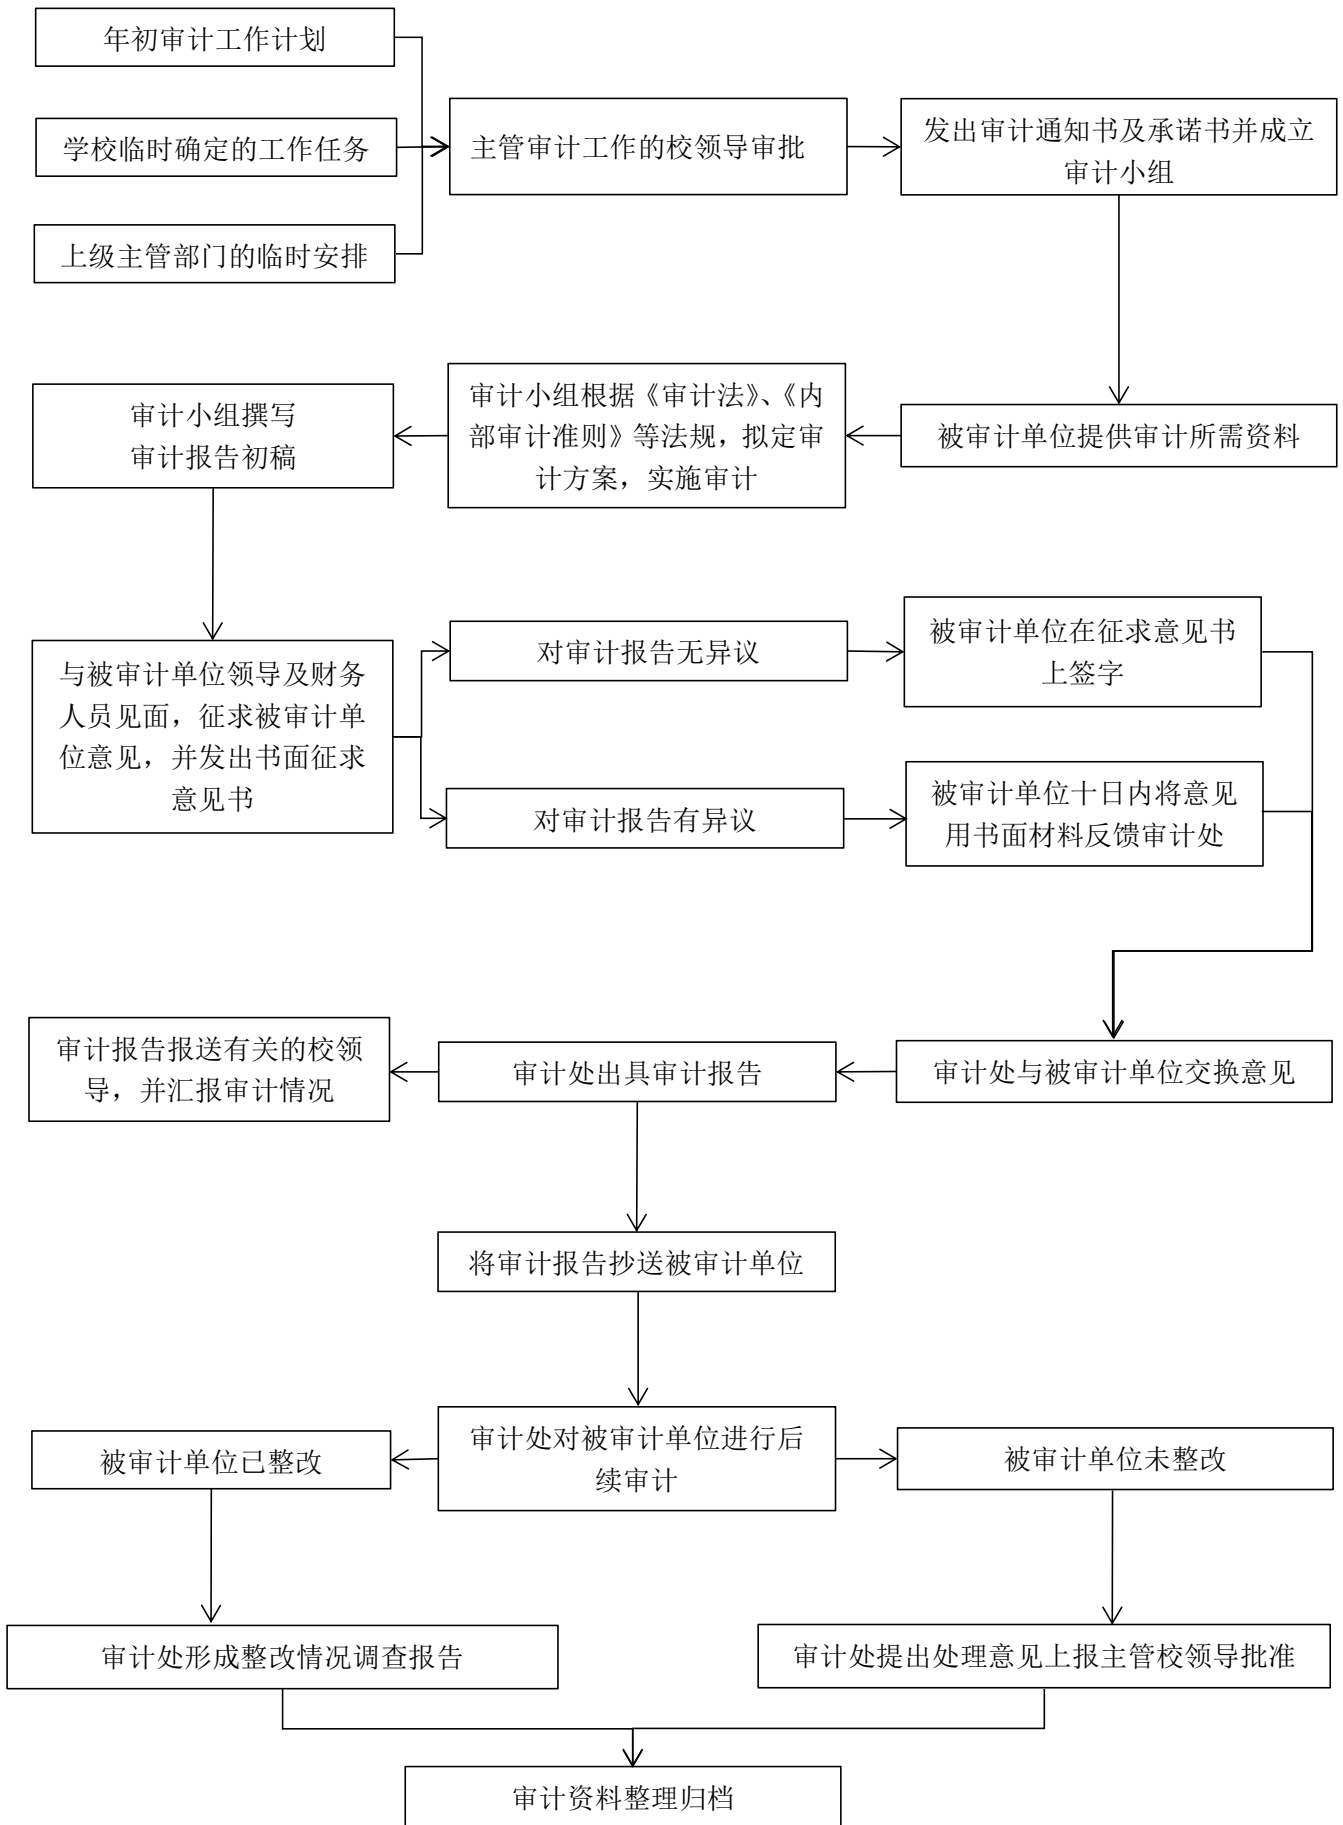 年初审计工作计划
学校临时确定的工作任务
上级主管部门的临时安排
主管审计工作的校领导审批
发出审计通知书及承诺书并成立
审计小组
被审计单位提供审计所需资料
审计小组根据《审计法》、《内
部审计准则》等法规，拟定审
计方案，实施审计
审计小组撰写
审计报告初稿
与被审计单位领导及财务
人员见面，征求被审计单
位意见，并发出书面征求
意见书
对审计报告无异议
被审计单位在征求意见书
上签字
对审计报告有异议
被审计单位十日内将意见
用书面材料反馈审计处
审计处与被审计单位交换意见
审计处出具审计报告
审计报告报送有关的校领
导，并汇报审计情况
将审计报告抄送被审计单位
审计处对被审计单位进行后
续审计
被审计单位已整改
被审计单位未整改
审计处形成整改情况调查报告
审计处提出处理意见上报主管校领导批准
审计资料整理归档